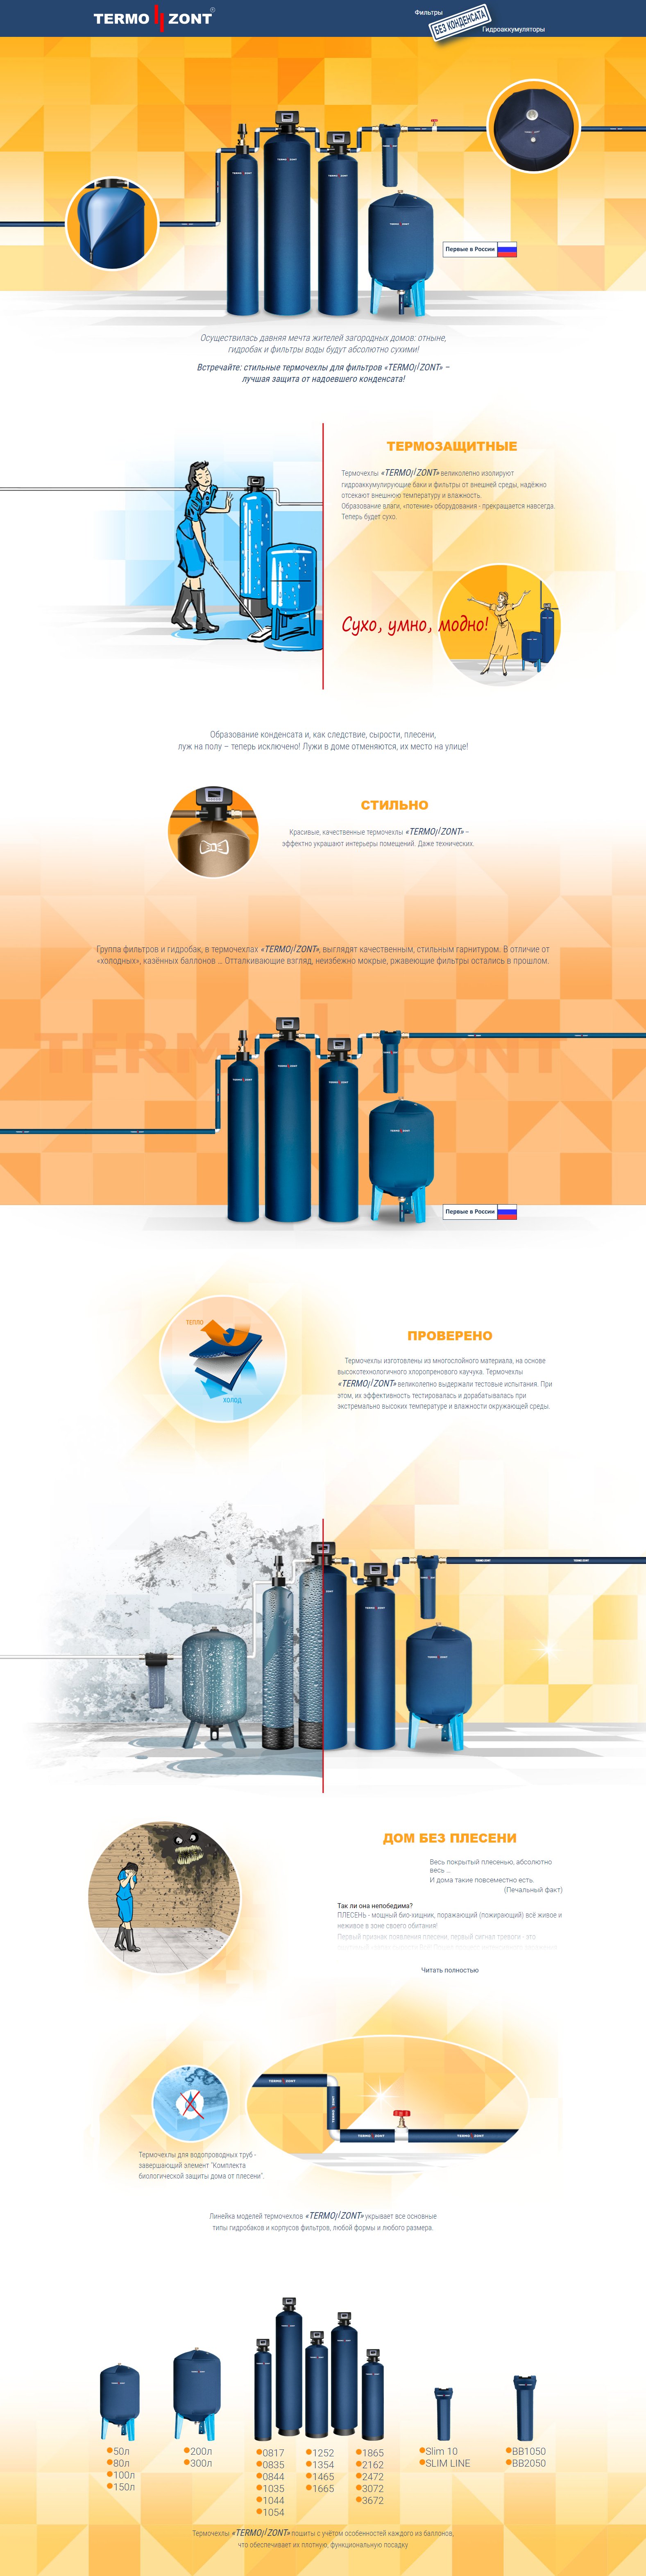 TERMO ZONT®
Фильтры
БЕЗ КОНДЕНСАТА
Гидроаккумуляторы
Первые в России
Осуществилась давняя мечта жителей загородных домов: отныне,
гидробак и фильтры воды будут абсолютно сухими!
Встречайте: стильные термочехлы для фильтров «TERMO|/ZONT» –
лучшая защита от надоевшего конденсата!
ТЕРМОЗАЩИТНЫЕ
Термочехлы «TERMO|/ZONT» великолепно изолируют
гидроаккумулирующие баки и фильтры от внешней среды, надёжно
отсекают внешнюю температуру и влажность.
Образование влаги, «потение» оборудования - прекращается навсегда.
Теперь будет сухо.
Сухо, умно, модно!
Образование конденсата и, как следствие, сырости, плесени,
луж на полу – теперь исключено! Лужи в доме отменяются, их место на улице!
СТИЛЬНО
Красивые, качественные термочехлы «TERMO|/ZONT» -
эффектно украшают интерьеры помещений. Даже технических.
Группа фильтров и гидробак, в термочехлах «TERMO|/ZONT», выглядят качественным, стильным гарнитуром. В отличие от
«холодных», казённых баллонов ... Отталкивающие взгляд, неизбежно мокрые, ржавеющие фильтры остались в прошлом.
TERMO ZONT
Первые в России
ТЕПЛО
ХОЛОД
ПРОВЕРЕНО
Термочехлы изготовлены из многослойного материала, на основе
высокотехнологичного хлоропренового каучука. Термочехлы
«TERMO|/ZONT» великолепно выдержали тестовые испытания. При
этом, их эффективность тестировалась и дорабатывалась при
экстремально высоких температуре и влажности окружающей среды.
ДОМ БЕЗ ПЛЕСЕНИ
Весь покрытый плесенью, абсолютно
весь ...
И дома такие повсеместно есть.
(Печальный факт)
Так ли она непобедима?
ПЛЕСЕНЬ - мощный био-хищник, поражающий (пожирающий) всё живое и
неживое в зоне своего обитания!
Первый признак появления плесени, первый сигнал тревоги - это
Читать полностью
TERMO ZONT
TERMO ZONT
TERMO ZONT
TERMO ZONT
Термочехлы для водопроводных труб -
завершающий элемент "Комплекта
биологической защиты дома от плесени".
Линейка моделей термочехлов «TERMO|/ZONT» укрывает все основные
типы гидробаков и корпусов фильтров, любой формы и любого размера.
50л
80л
100л
150л
200л
300л
0817
0835
0844
1035
1044
1054
1252
1354
1465
1665
1865
2162
2472
3072
3672
Slim 10
SLIM LINE
BB1050
BB2050
Термочехлы «TERMO|/ZONT» пошиты с учётом особенностей каждого из баллонов,
что обеспечивает их плотную, функциональную посадку